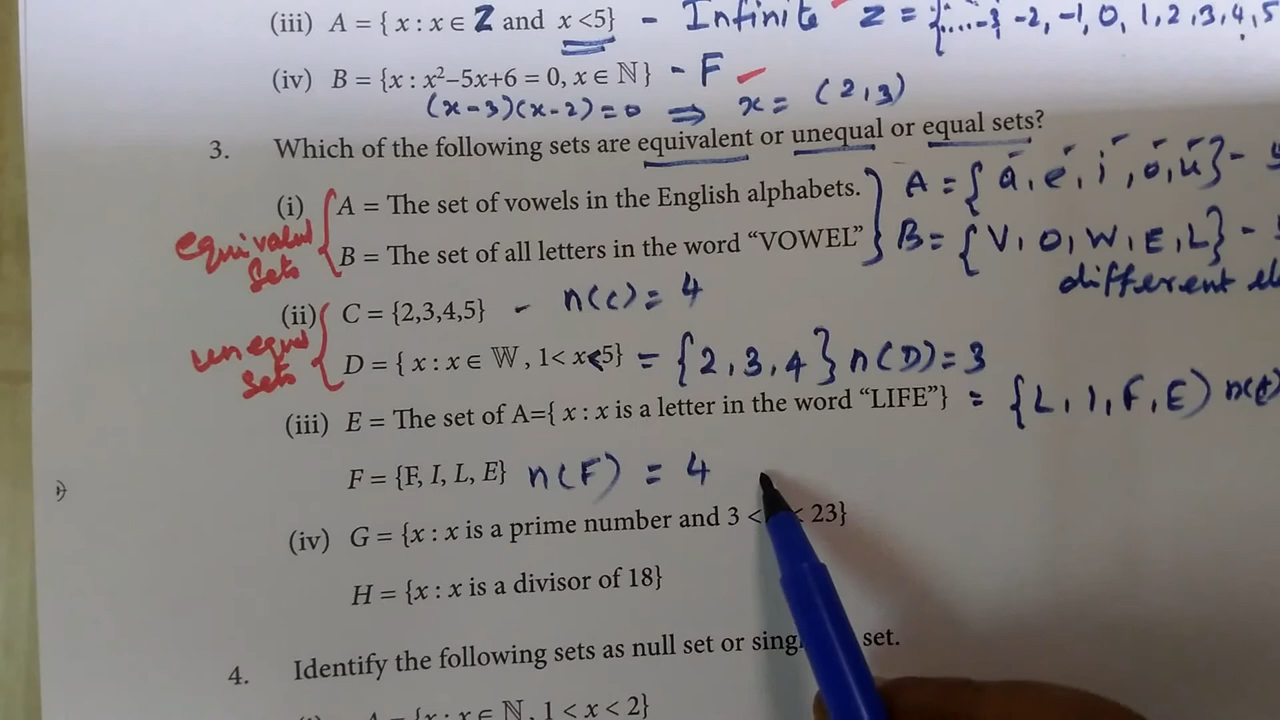 (iii) A = { x : x ∈ Z and x <5} - Infinite Z = {....-3 -2, -1, 0, 1, 2, 3, 4, 5
(iv) B = {x : x²–5x+6 = 0, x ∈ ℕ} - F
(x-3)(x-2)=0 ⇒ x = (2,3)
3. Which of the following sets are equivalent or unequal or equal sets?
(i) A = The set of vowels in the English alphabets. A = {a, e, i, o, u} -
B = The set of all letters in the word “VOWEL” B = {V, O, W, E, L} -
equivalent sets
different
(ii) C = {2,3,4,5} - n(C) = 4
D = { x : x ∈ 𝕎 , 1< x<5} = {2, 3, 4} n(D)=3
unequal sets
(iii) E = The set of A={ x : x is a letter in the word “LIFE”} = {L, I, F, E)
F = {F, I, L, E} n(F) = 4
(iv) G = {x : x is a prime number and 3 < < 23}
H = {x : x is a divisor of 18}
4. Identify the following sets as null set or set.
A = {x : x ∈ ℕ, 1 < x < 2}